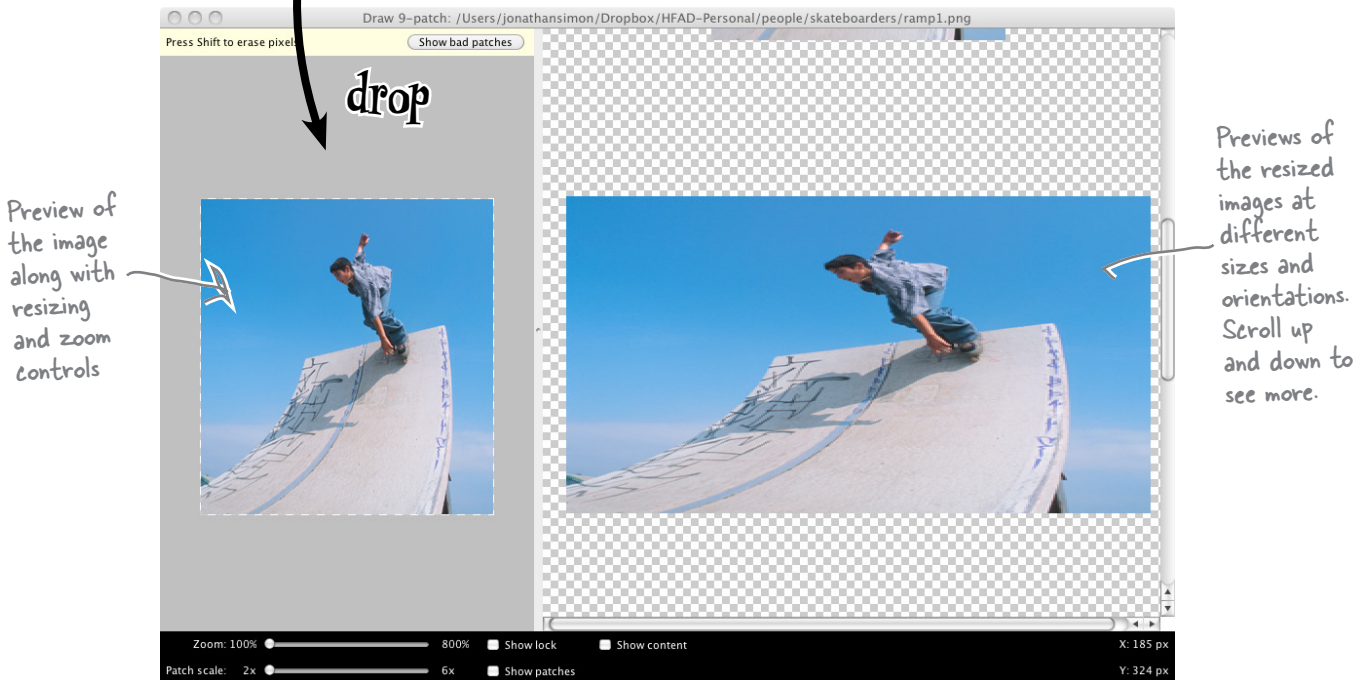 Draw 9-patch: /Users/jonathansimon/Dropbox/HFAD-Personal/people/skateboarders/ramp1.png
Press Shift to erase pixels
Show bad patches
drop
Preview of
the image
along with
resizing
and zoom
controls
Previews of
the resized
images at
different
sizes and
orientations.
Scroll up
and down to
see more.
Zoom: 100% 800% Show lock Show content X: 185 px
Patch scale: 2x 6x Show patches Y: 324 px